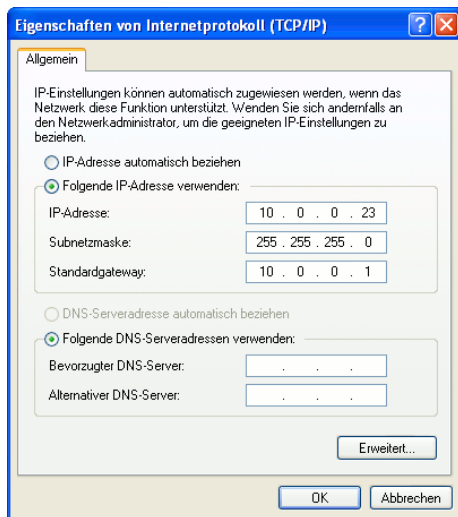 Eigenschaften von Internetprotokoll (TCP/IP)
Allgemein
IP-Einstellungen können automatisch zugewiesen werden, wenn das
Netzwerk diese Funktion unterstützt. Wenden Sie sich andernfalls an
den Netzwerkadministrator, um die geeigneten IP-Einstellungen zu
beziehen.
IP-Adresse automatisch beziehen
Folgende IP-Adresse verwenden:
IP-Adresse: 10 . 0 . 0 . 23
Subnetzmaske: 255 . 255 . 255 . 0
Standardgateway: 10 . 0 . 0 . 1
DNS-Serveradresse automatisch beziehen
Folgende DNS-Serveradressen verwenden:
Bevorzugter DNS-Server: . . .
Alternativer DNS-Server: . . .
Erweitert...
OK Abbrechen